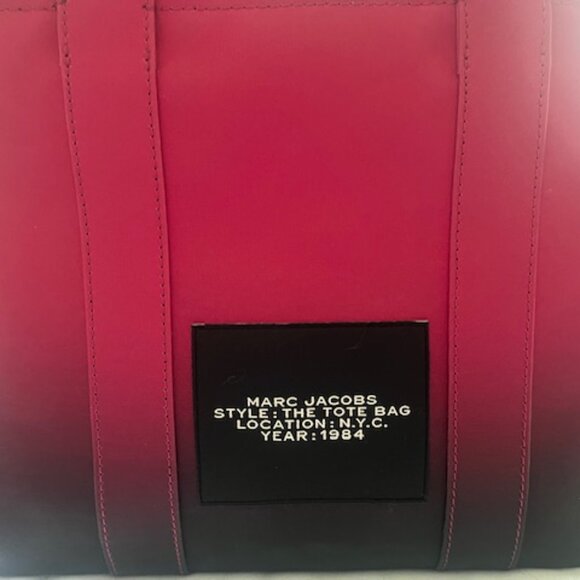 MARC JACOBS
STYLE: THE TOTE BAG
LOCATION: N.Y.C.
YEAR: 1984